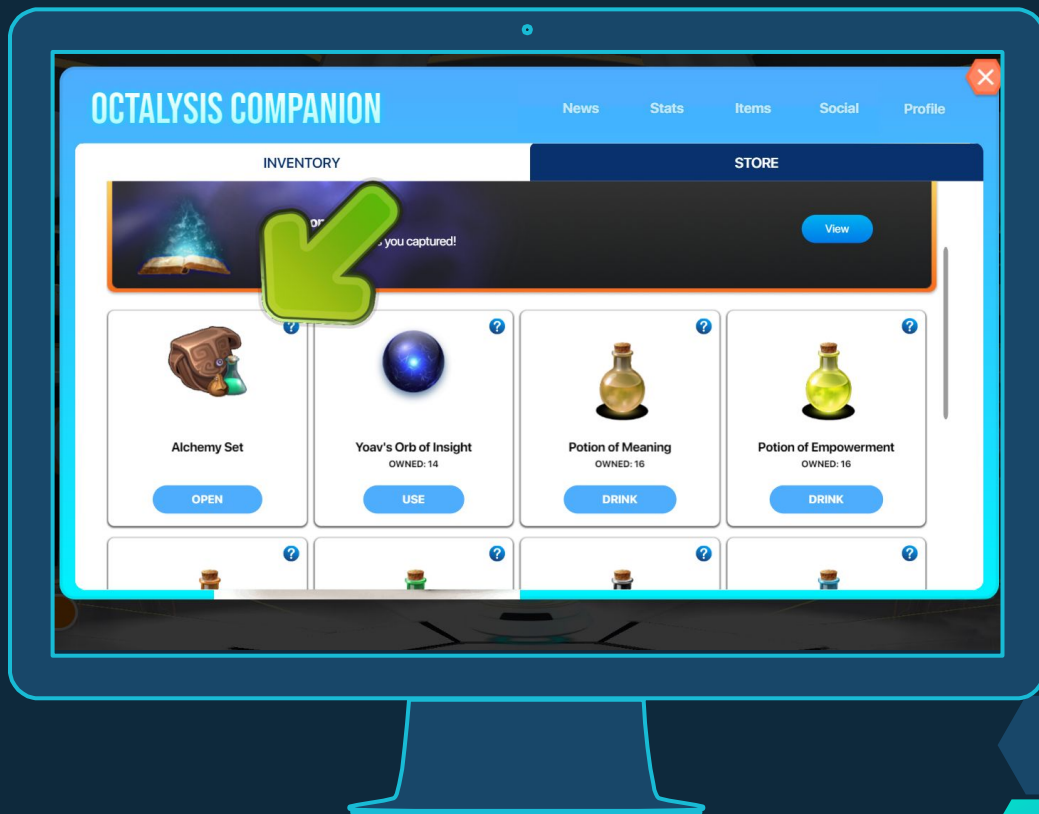 OCTALYSIS COMPANION
News Stats Items Social Profile
INVENTORY STORE
you captured!
View
? ? ? ?
Alchemy Set Yoav's Orb of Insight Potion of Meaning Potion of Empowerment
OWNED: 14 OWNED: 16 OWNED: 16
OPEN USE DRINK DRINK
? ? ? ?